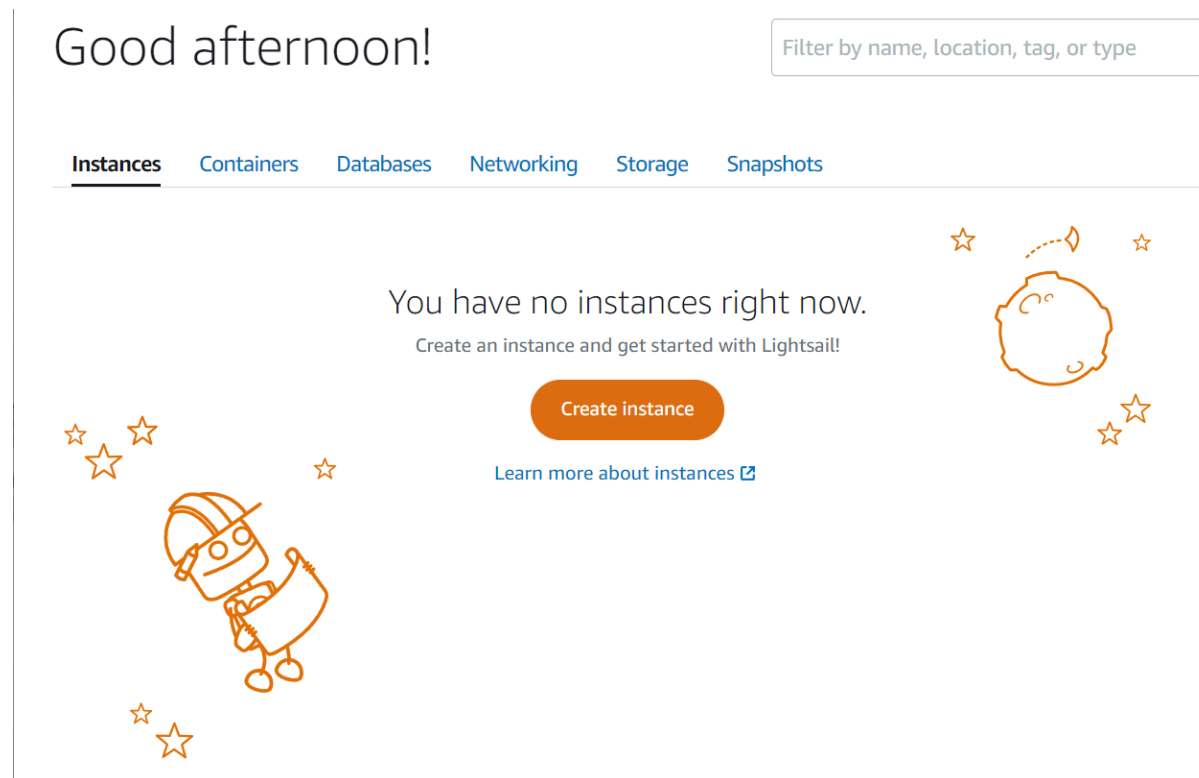 Good afternoon!
Filter by name, location, tag, or type
Instances Containers Databases Networking Storage Snapshots
You have no instances right now.
Create an instance and get started with Lightsail!
Create instance
Learn more about instances